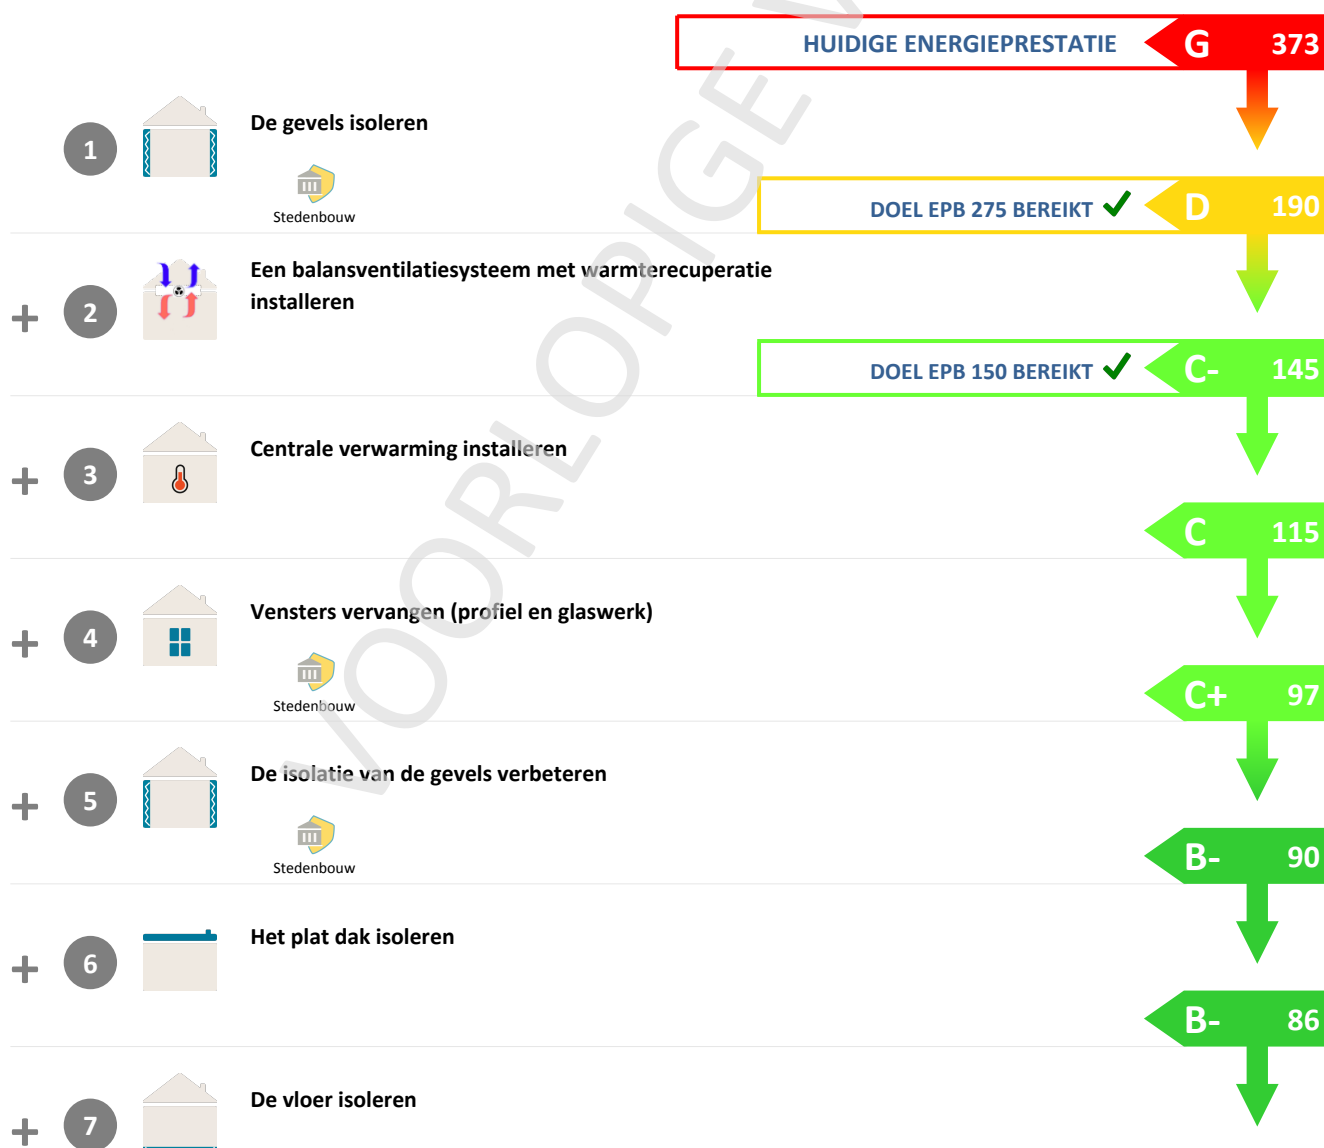 HUIDIGE ENERGIEPRESTATIE G 373
1 De gevels isoleren
Stedenbouw
DOEL EPB 275 BEREIKT D 190
+ 2 Een balansventilatiesysteem met warmterecuperatie
installeren
DOEL EPB 150 BEREIKT C- 145
+ 3 Centrale verwarming installeren
C 115
+ 4 Vensters vervangen (profiel en glaswerk)
Stedenbouw
C+ 97
+ 5 De isolatie van de gevels verbeteren
Stedenbouw
B- 90
+ 6 Het plat dak isoleren
B- 86
+ 7 De vloer isoleren
VOORLOPIGE